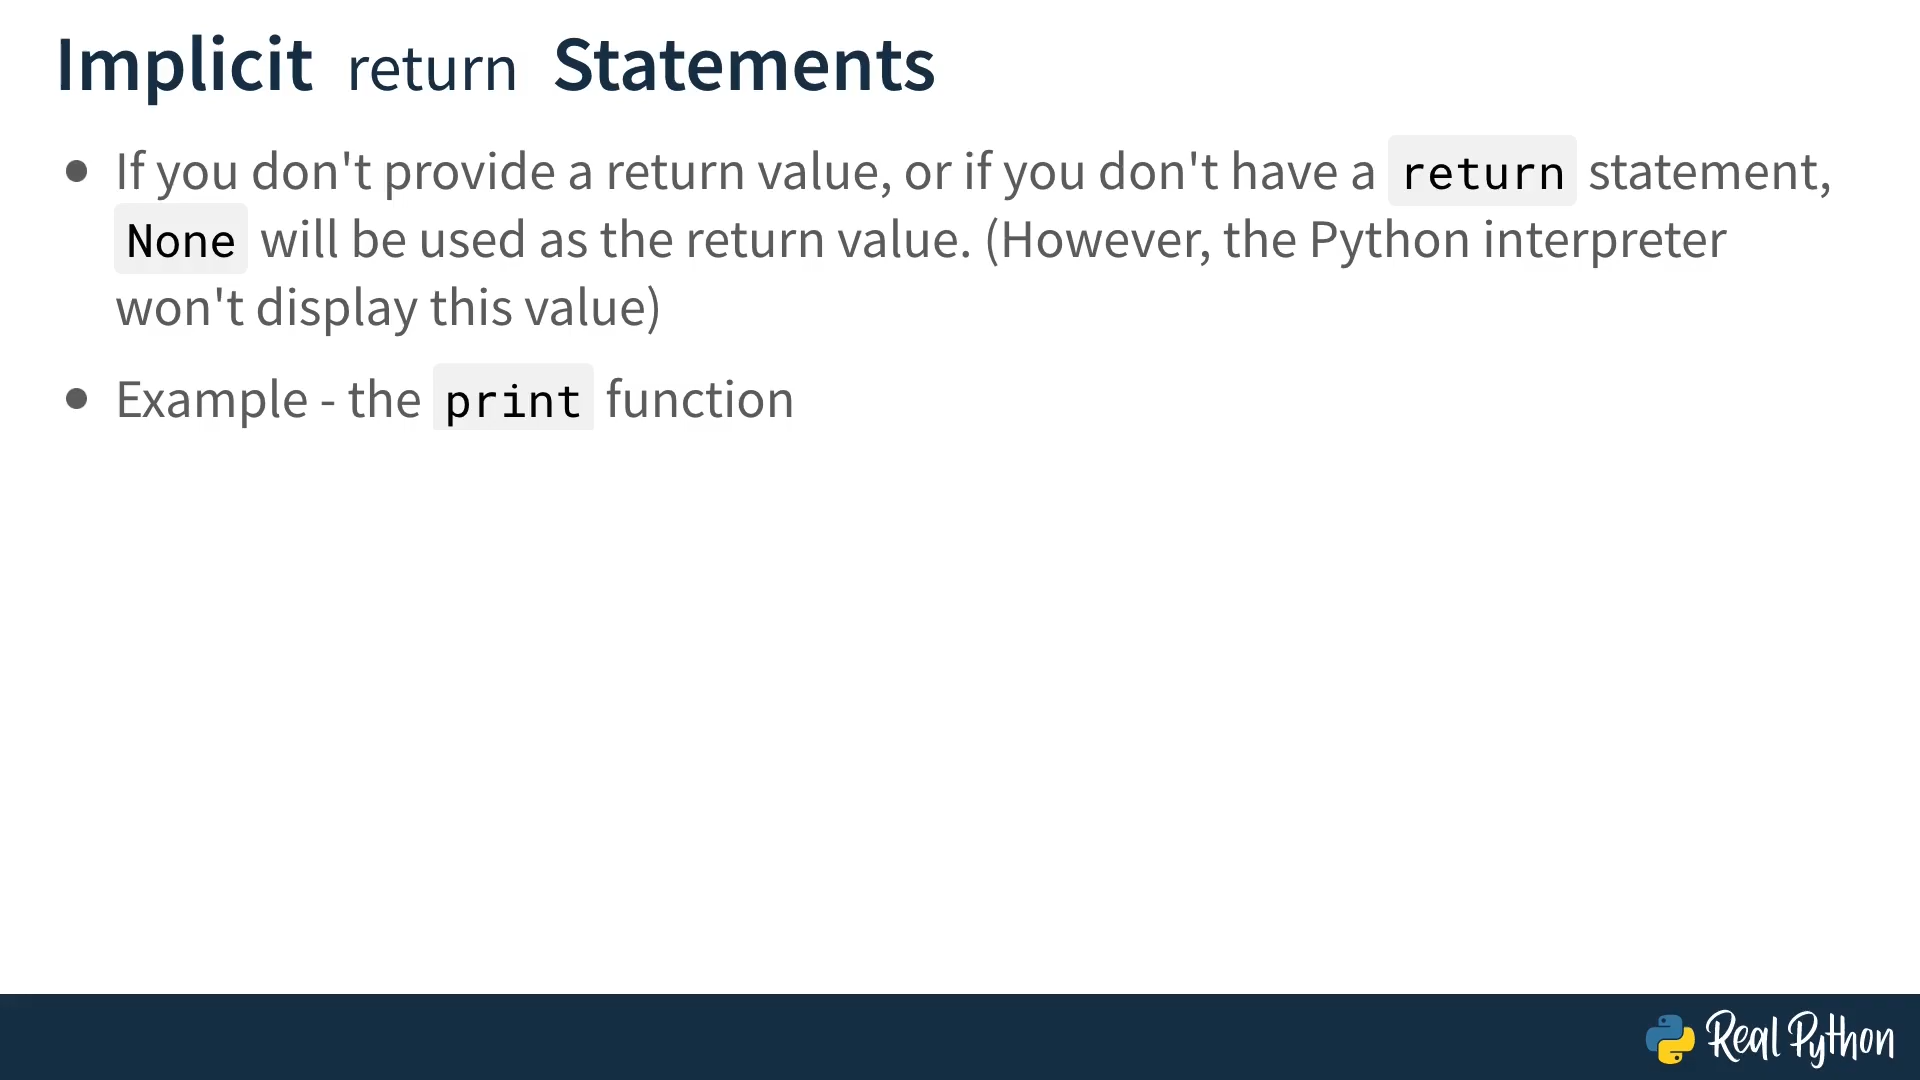 Implicit return Statements
If you don't provide a return value, or if you don't have a return statement,
None will be used as the return value. (However, the Python interpreter
won't display this value)
Example - the print function
Real Python